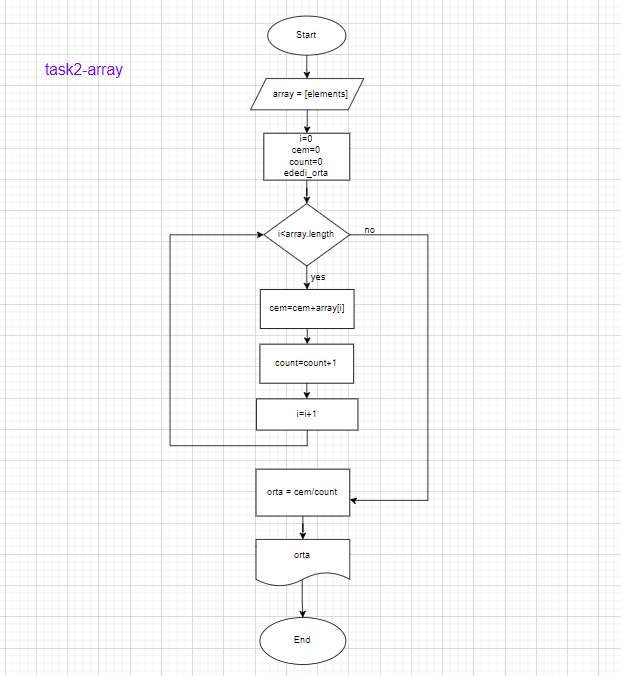 Start
task2-array
array = [elements]
i=0
cem=0
count=0
ededi_orta
i<array.length
no
yes
cem=cem+array[i]
count=count+1
i=i+1
orta = cem/count
orta
End